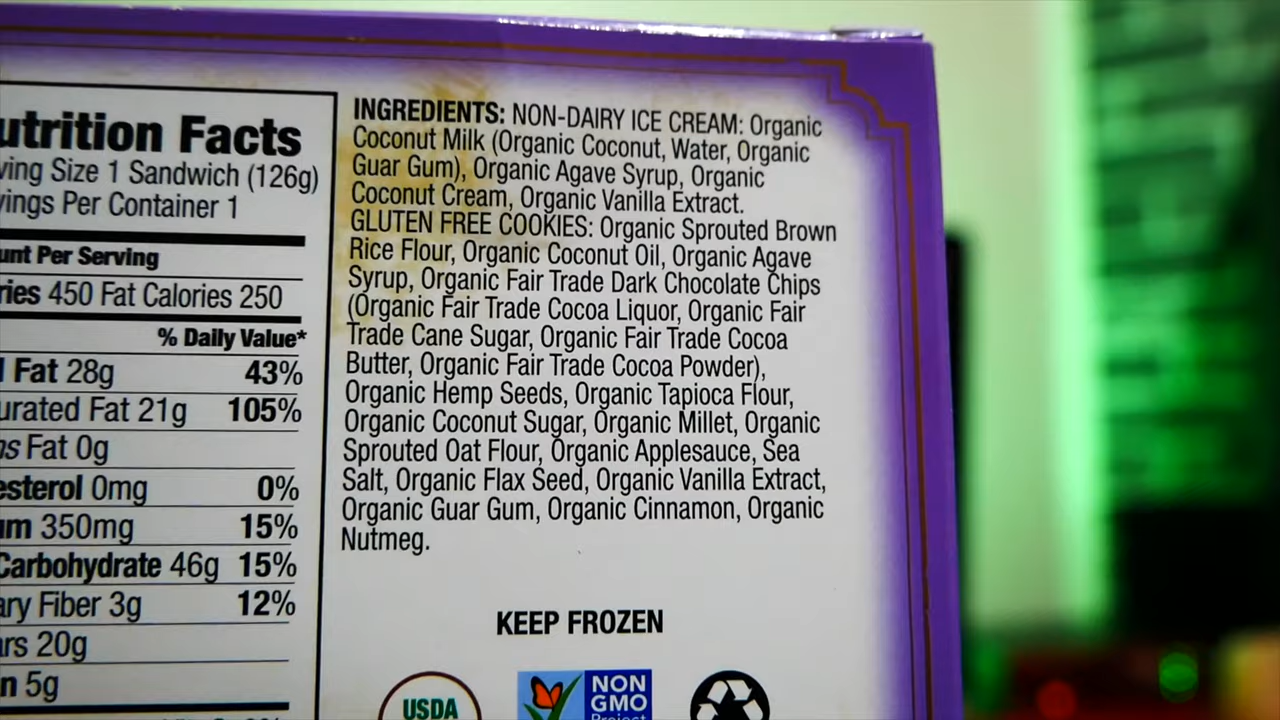 utrition Facts
ving Size 1 Sandwich (126g)
vings Per Container 1
unt Per Serving
ries 450 Fat Calories 250
% Daily Value*
l Fat 28g 43%
urated Fat 21g 105%
ns Fat 0g
esterol 0mg 0%
um 350mg 15%
Carbohydrate 46g 15%
ary Fiber 3g 12%
ars 20g
n 5g
INGREDIENTS: NON-DAIRY ICE CREAM: Organic
Coconut Milk (Organic Coconut, Water, Organic
Guar Gum), Organic Agave Syrup, Organic
Coconut Cream, Organic Vanilla Extract.
GLUTEN FREE COOKIES: Organic Sprouted Brown
Rice Flour, Organic Coconut Oil, Organic Agave
Syrup, Organic Fair Trade Dark Chocolate Chips
(Organic Fair Trade Cocoa Liquor, Organic Fair
Trade Cane Sugar, Organic Fair Trade Cocoa
Butter, Organic Fair Trade Cocoa Powder),
Organic Hemp Seeds, Organic Tapioca Flour,
Organic Coconut Sugar, Organic Millet, Organic
Sprouted Oat Flour, Organic Applesauce, Sea
Salt, Organic Flax Seed, Organic Vanilla Extract,
Organic Guar Gum, Organic Cinnamon, Organic
Nutmeg.
KEEP FROZEN
USDA
NON
GMO
Project